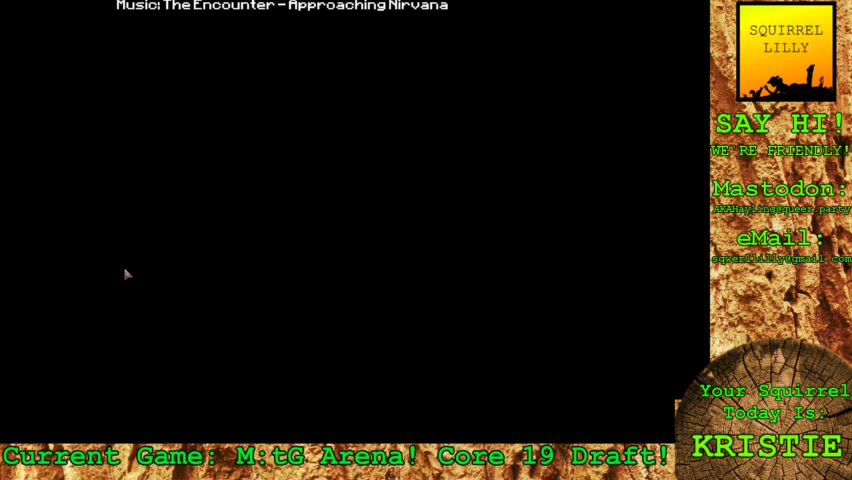 Music: The Encounter - Approaching Nirvana
SQUIRREL
LILLY
SAY HI!
WE'RE FRIENDLY!
Mastodon:
AKAHayling@queer.party
eMail:
sqwerllilly@gmail.com
Your Squirrel
Today Is:
KRISTIE
Current Game: M:tG Arena! Core 19 Draft!